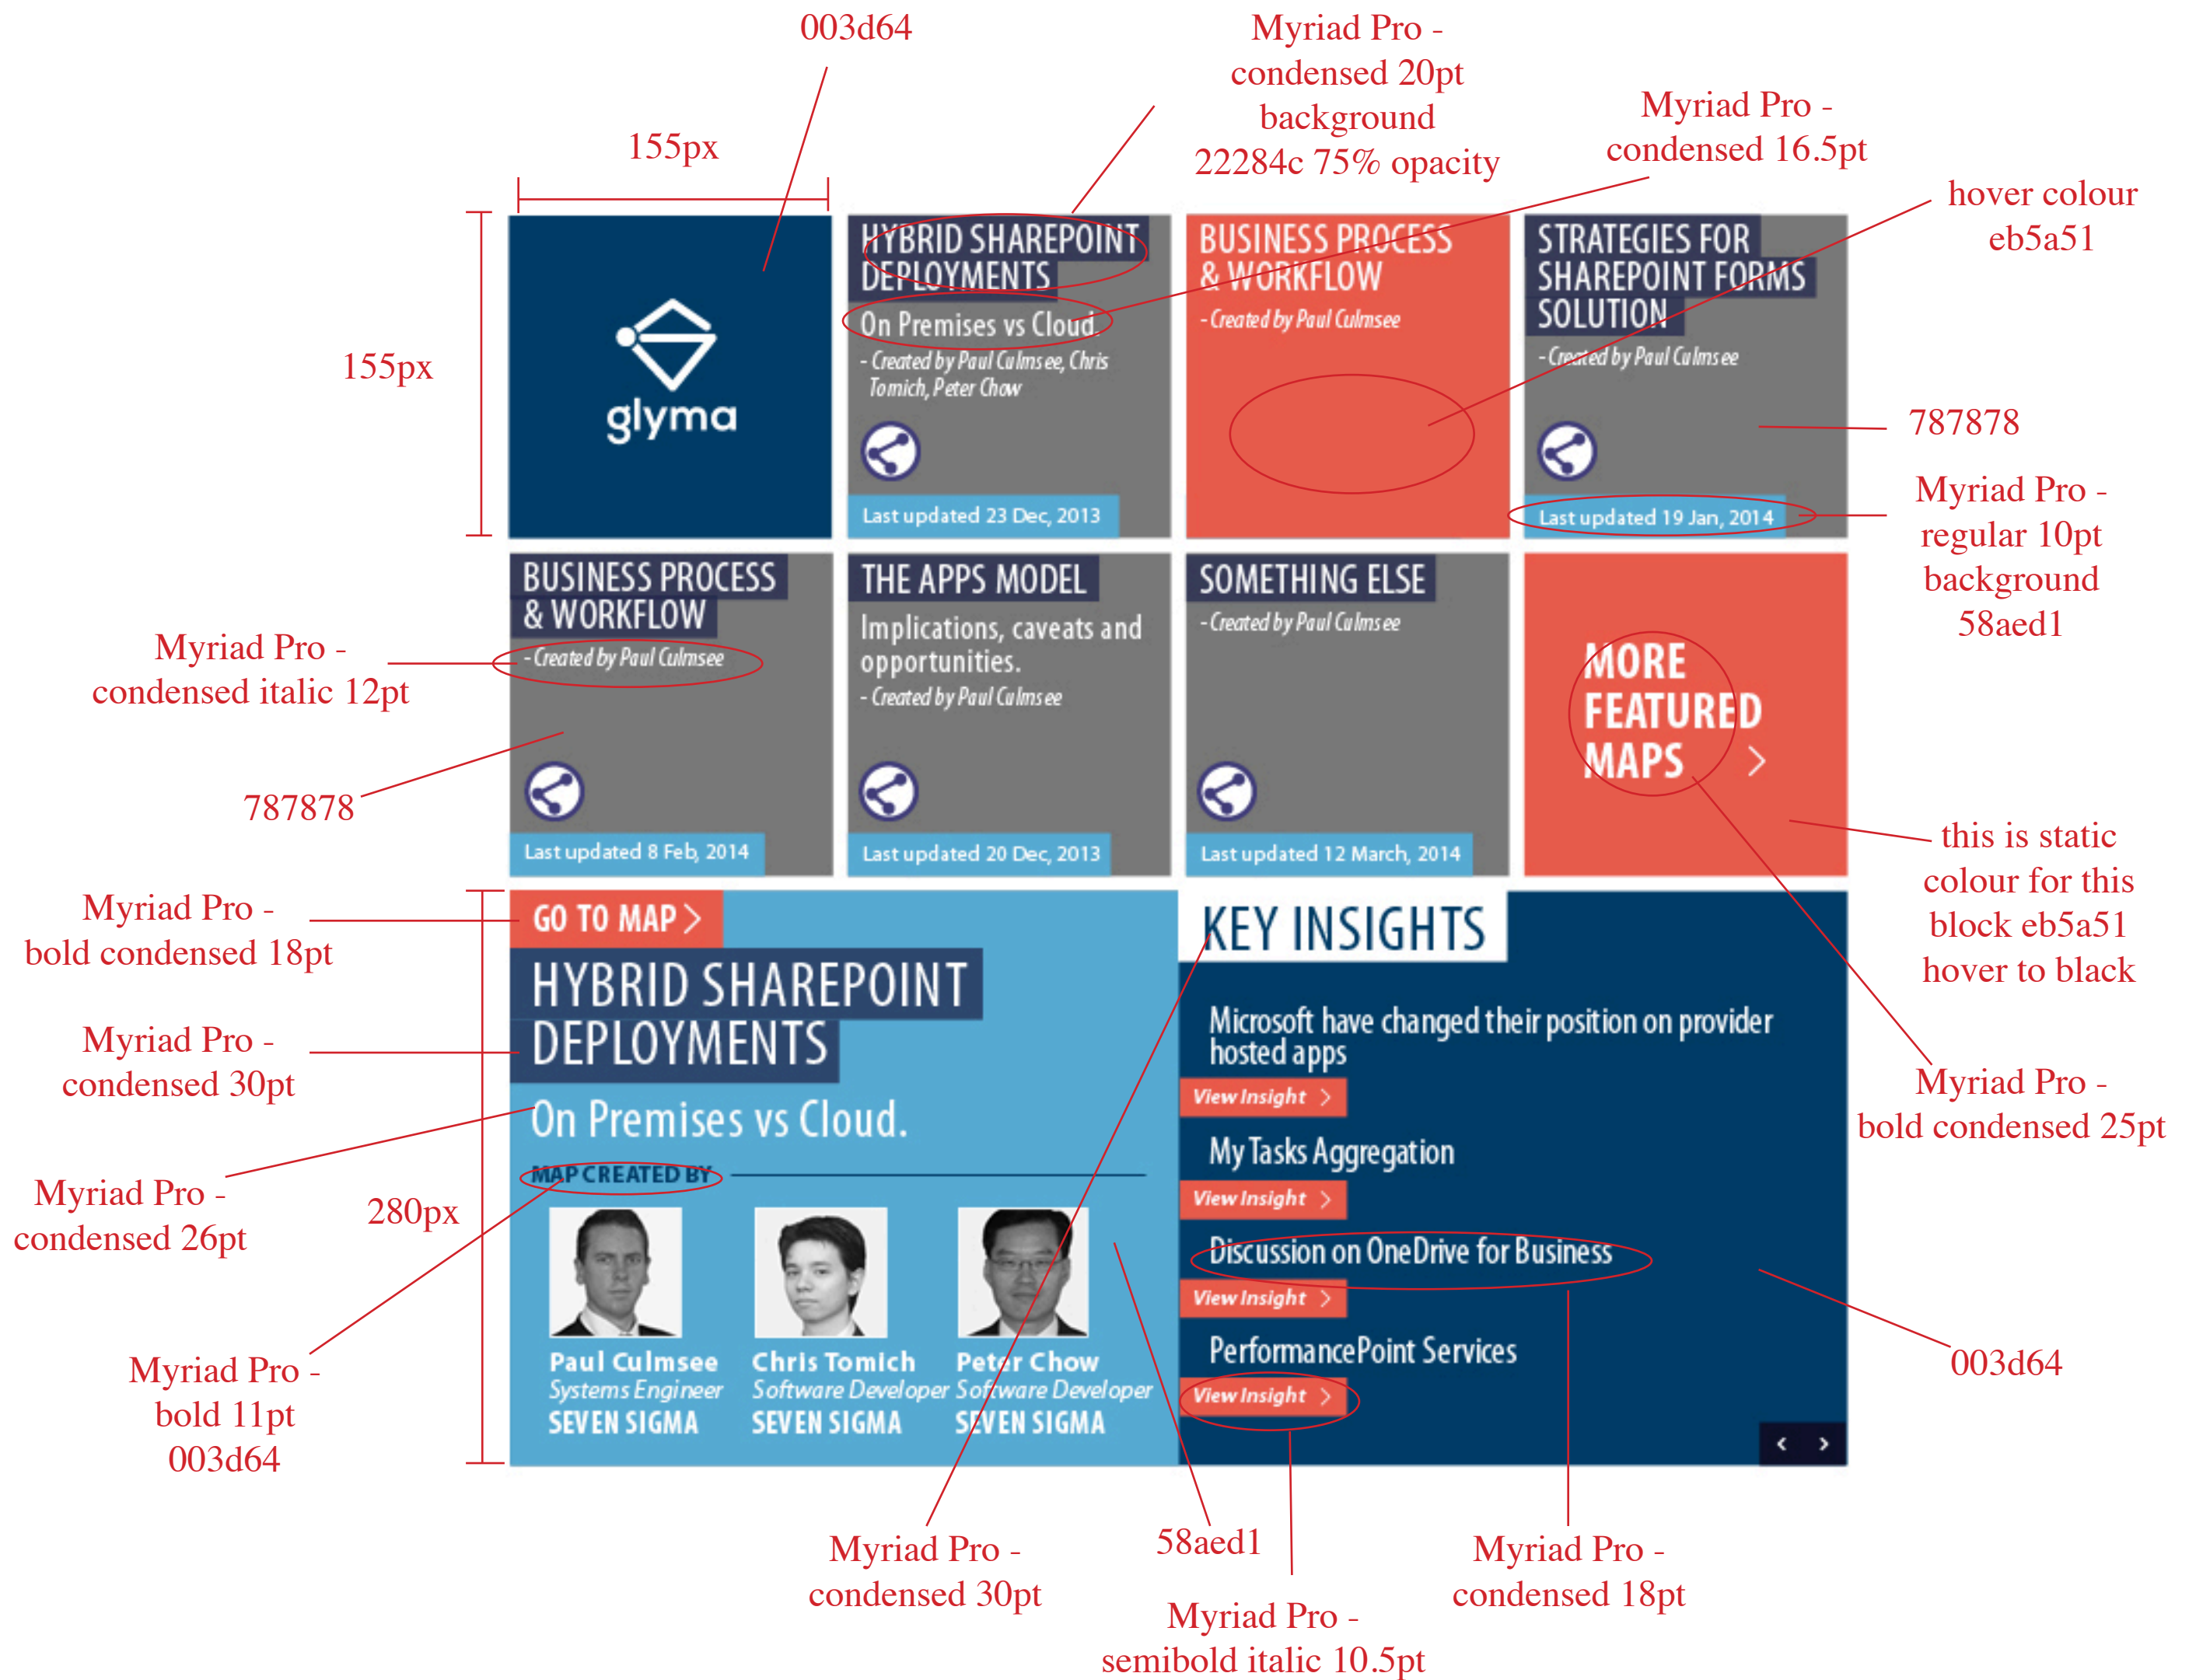 003d64
Myriad Pro -
condensed 20pt
background
22284c 75% opacity
Myriad Pro -
condensed 16.5pt
hover colour
eb5a51
155px
155px
glyma
HYBRID SHAREPOINT
DEPLOYMENTS
On Premises vs Cloud.
- Created by Paul Culmsee, Chris
Tomich, Peter Chow
Last updated 23 Dec, 2013
BUSINESS PROCESS
& WORKFLOW
- Created by Paul Culmsee
STRATEGIES FOR
SHAREPOINT FORMS
SOLUTION
- Created by Paul Culmsee
Last updated 19 Jan, 2014
787878
Myriad Pro -
regular 10pt
background
58aed1
BUSINESS PROCESS
& WORKFLOW
- Created by Paul Culmsee
Last updated 8 Feb, 2014
THE APPS MODEL
Implications, caveats and
opportunities.
- Created by Paul Culmsee
Last updated 20 Dec, 2013
SOMETHING ELSE
- Created by Paul Culmsee
Last updated 12 March, 2014
MORE
FEATURED
MAPS >
Myriad Pro -
condensed italic 12pt
787878
this is static
colour for this
block eb5a51
hover to black
Myriad Pro -
bold condensed 25pt
Myriad Pro -
bold condensed 18pt
Myriad Pro -
condensed 30pt
Myriad Pro -
condensed 26pt
280px
Myriad Pro -
bold 11pt
003d64
GO TO MAP >
HYBRID SHAREPOINT
DEPLOYMENTS
On Premises vs Cloud.
MAP CREATED BY
Paul Culmsee
Systems Engineer
SEVEN SIGMA
Chris Tomich
Software Developer
SEVEN SIGMA
Peter Chow
Software Developer
SEVEN SIGMA
KEY INSIGHTS
Microsoft have changed their position on provider
hosted apps
View Insight >
My Tasks Aggregation
View Insight >
Discussion on OneDrive for Business
View Insight >
PerformancePoint Services
View Insight >
< >
003d64
Myriad Pro -
condensed 30pt
58aed1
Myriad Pro -
semibold italic 10.5pt
Myriad Pro -
condensed 18pt